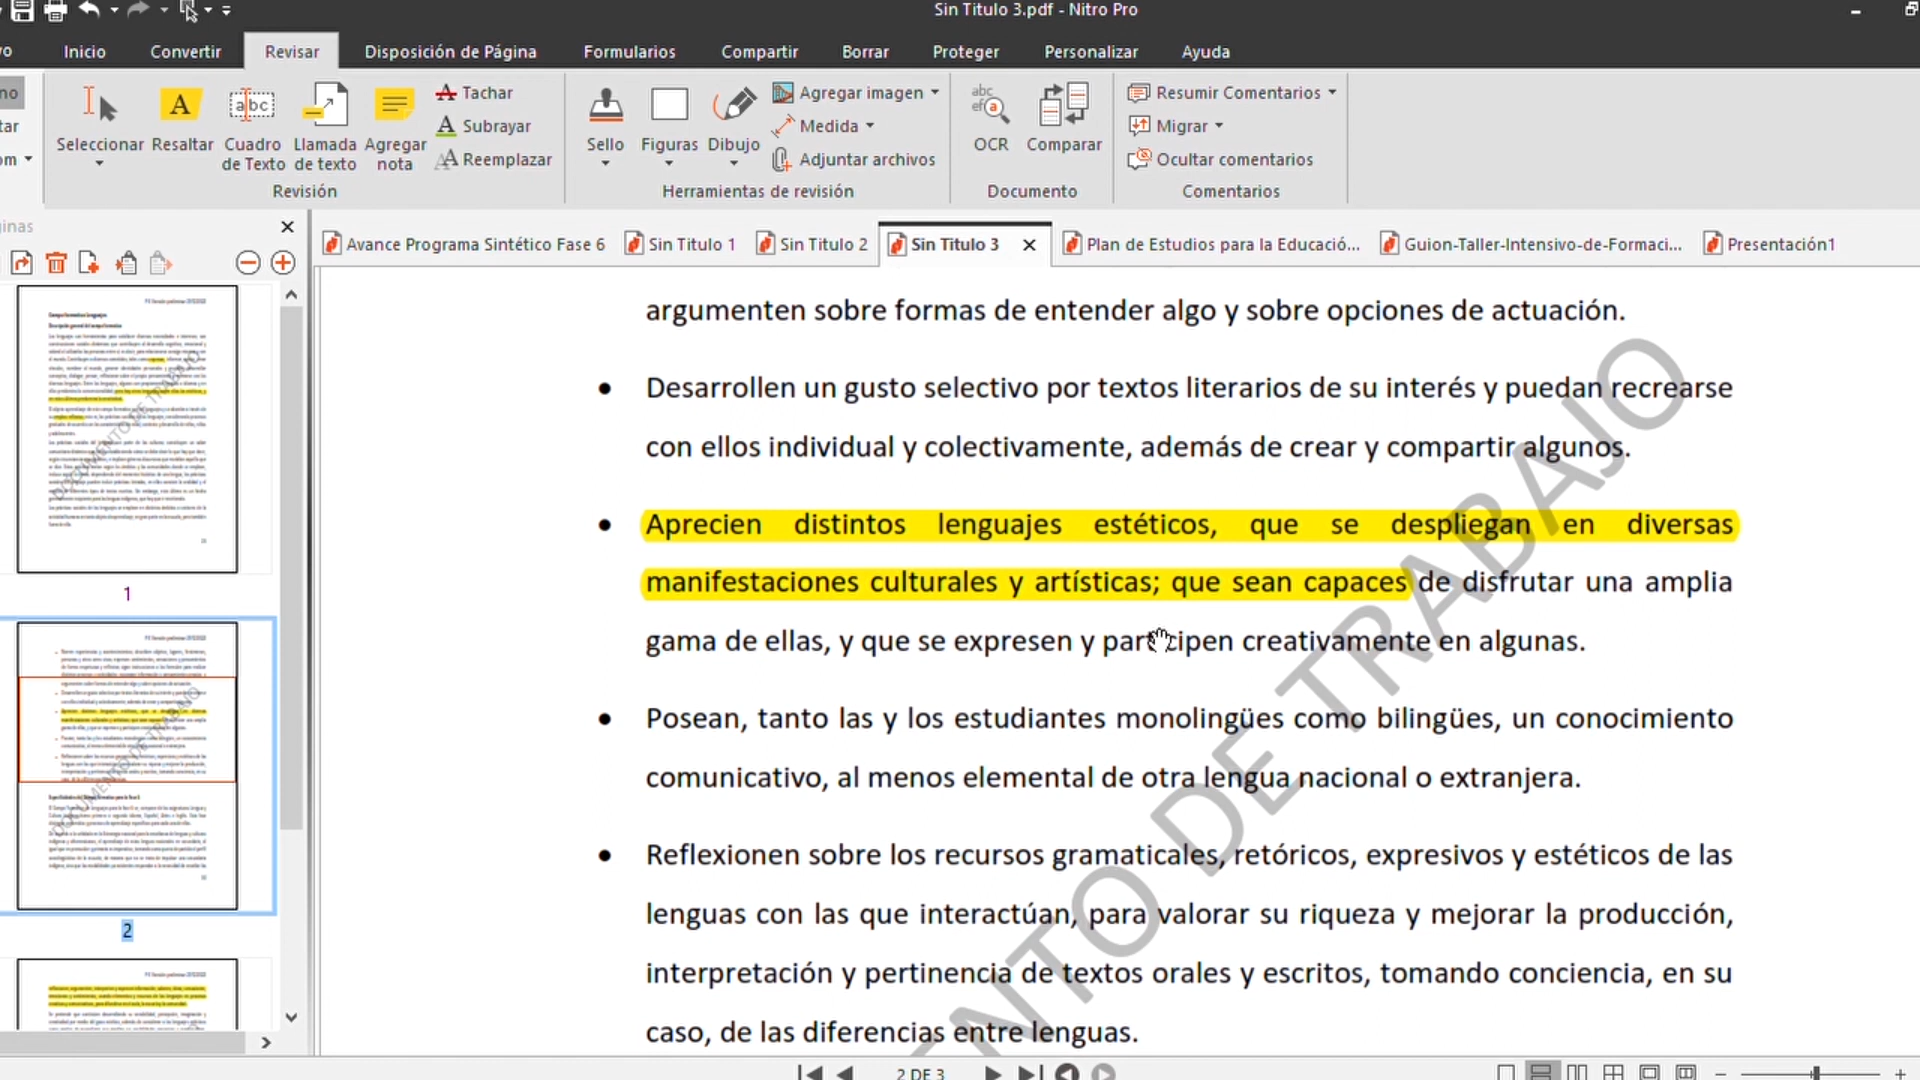 Sin Titulo 3.pdf - Nitro Pro
vo Inicio Convertir Revisar Disposición de Página Formularios Compartir Borrar Proteger Personalizar Ayuda
Seleccionar
Resaltar
Cuadro de Texto
Llamada de texto
Agregar nota
Tachar
Subrayar
Reemplazar
Revisión
Sello
Figuras
Dibujo
Agregar imagen
Medida
Adjuntar archivos
Herramientas de revisión
OCR
Comparar
Documento
Resumir Comentarios
Migrar
Ocultar comentarios
Comentarios
Avance Programa Sintético Fase 6
Sin Titulo 1
Sin Titulo 2
Sin Titulo 3
Plan de Estudios para la Educació...
Guion-Taller-Intensivo-de-Formaci...
Presentación1
1
2
argumenten sobre formas de entender algo y sobre opciones de actuación.
• Desarrollen un gusto selectivo por textos literarios de su interés y puedan recrearse
con ellos individual y colectivamente, además de crear y compartir algunos.
• Aprecien distintos lenguajes estéticos, que se despliegan en diversas
manifestaciones culturales y artísticas; que sean capaces de disfrutar una amplia
gama de ellas, y que se expresen y participen creativamente en algunas.
• Posean, tanto las y los estudiantes monolingües como bilingües, un conocimiento
comunicativo, al menos elemental de otra lengua nacional o extranjera.
• Reflexionen sobre los recursos gramaticales, retóricos, expresivos y estéticos de las
lenguas con las que interactúan, para valorar su riqueza y mejorar la producción,
interpretación y pertinencia de textos orales y escritos, tomando conciencia, en su
caso, de las diferencias entre lenguas.
ENTO DE TRABAJO
2 DE 3